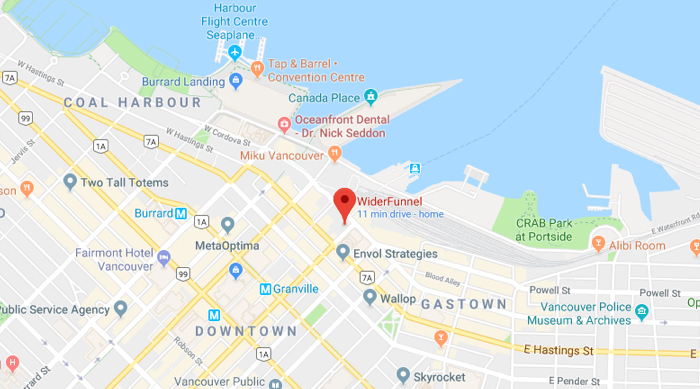 Harbour
Flight Centre
Seaplane...
Tap & Barrel •
Convention Centre
Burrard Landing
7A
W Hastings St
COAL HARBOUR
Canada Place
W Cordova St
Oceanfront Dental
- Dr. Nick Seddon
7A
1A
W Hastings St
Miku Vancouver
Jervis St
99
Two Tall Totems
WiderFunnel
11 min drive - home
Burrard M
1A
CRAB Park
at Portside
E Waterfront Rd
MetaOptima
Alibi Room
Envol Strategies
Fairmont Hotel
Vancouver
99
7A
Blood Alley
Granville
Powell St
Powell St
Wallop
GASTOWN
Public Service Agency
Vancouver Police
Museum & Archives
M
DOWNTOWN
Robson St
1A
E Hastings St
H
Burrard St
Vancouver Public
Skyrocket
E Pender St